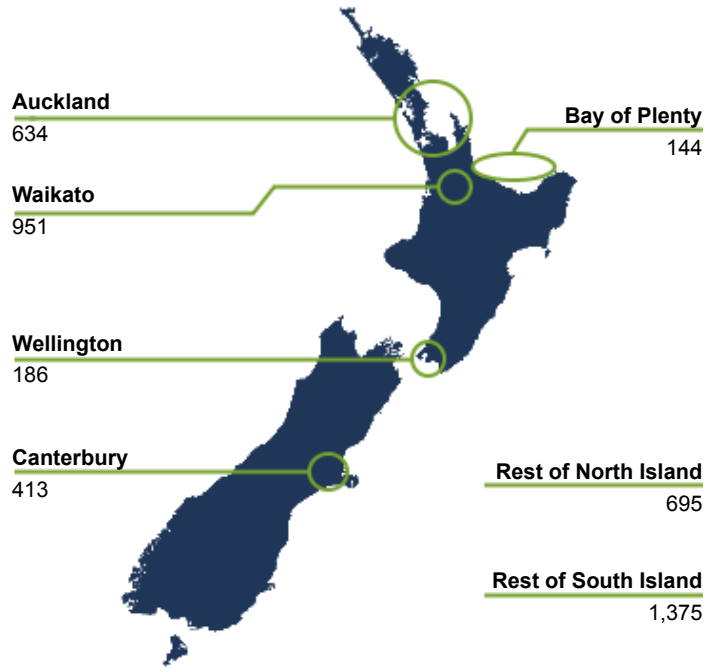 Auckland
634
Bay of Plenty
144
Waikato
951
Wellington
186
Canterbury
413
Rest of North Island
695
Rest of South Island
1,375